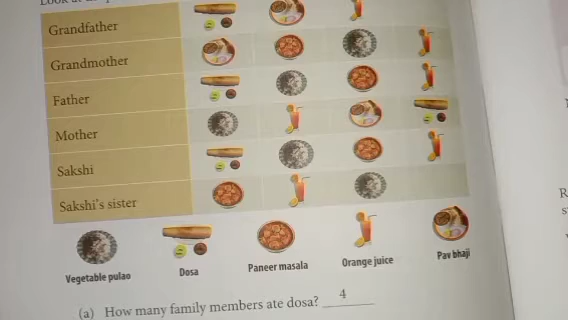 Grandfather
Grandmother
Father
Mother
Sakshi
Sakshi's sister
Vegetable pulao
Dosa
Paneer masala
Orange juice
Pav bhaji
(a) How many family members ate dosa? 4